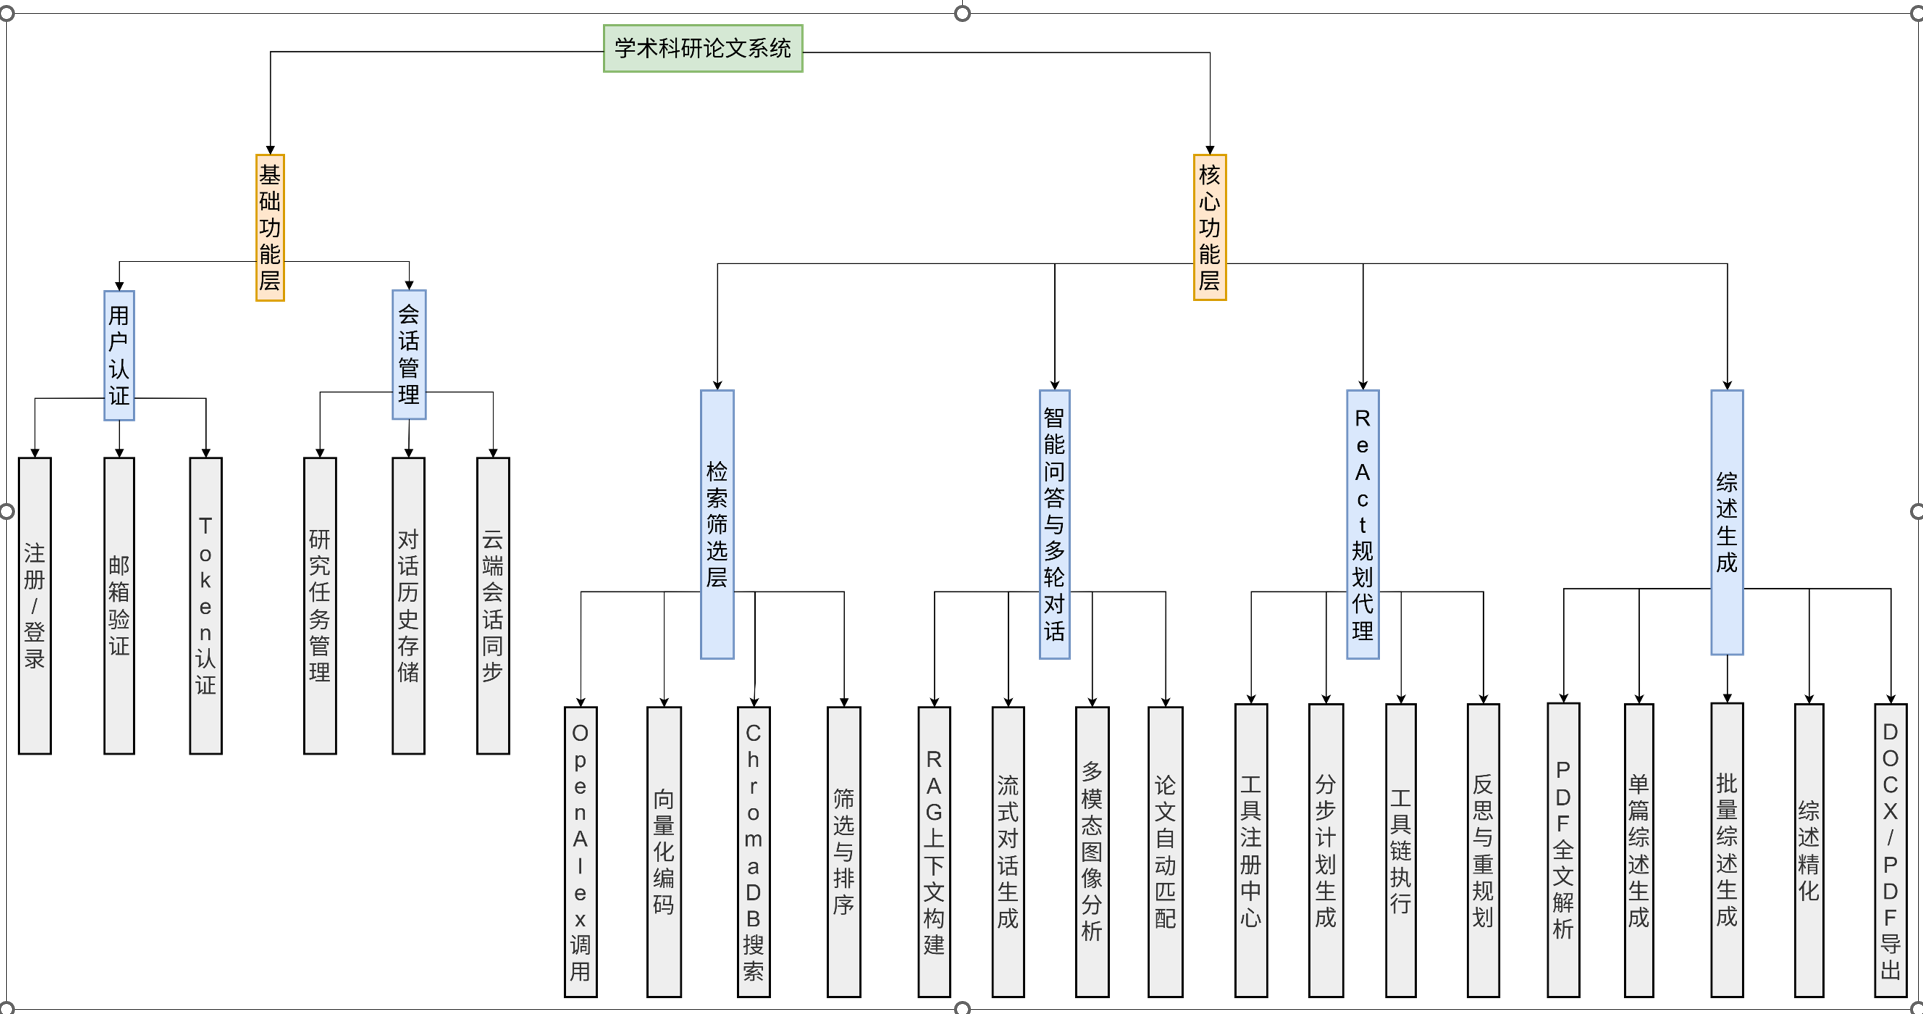 学术科研论文系统
基础功能层
核心功能层
用户认证
会话管理
检索筛选层
智能问答与多轮对话
ReAct规划代理
综述生成
注册/登录
邮箱验证
Token认证
研究任务管理
对话历史存储
云端会话同步
OpenAlex调用
向量化编码
ChromaDB搜索
筛选与排序
RAG上下文构建
流式对话生成
多模态图像分析
论文自动匹配
工具注册中心
分步计划生成
工具链执行
反思与重规划
PDF全文解析
单篇综述生成
批量综述生成
综述精化
DOCX/PDF导出